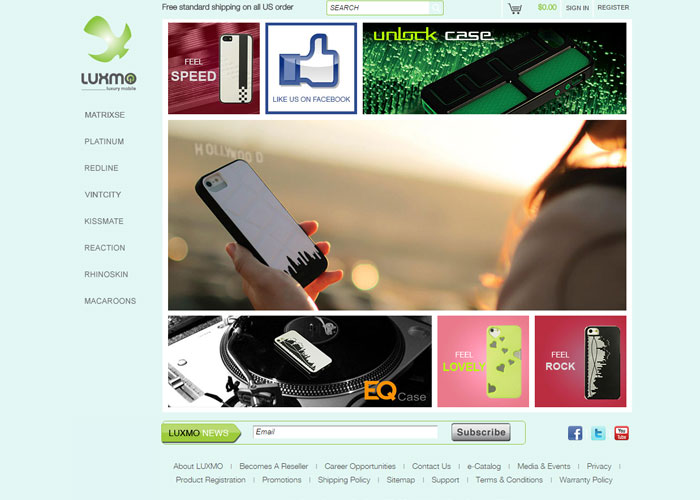 Free standard shipping on all US order
SEARCH
$0.00
SIGN IN
REGISTER
LUXMO
luxury mobile
MATRIXSE
PLATINUM
REDLINE
VINTCITY
KISSMATE
REACTION
RHINOSKIN
MACAROONS
FEEL
SPEED
LIKE US ON FACEBOOK
unlock case
HOLLYWOOD
EQ Case
FEEL
LOVELY
FEEL
ROCK
LUXMO NEWS
Email
Subscribe
f
t
You
Tube
About LUXMO | Becomes A Reseller | Career Opportunities | Contact Us | e-Catalog | Media & Events | Privacy |
Product Registration | Promotions | Shipping Policy | Sitemap | Support | Terms & Conditions | Warranty Policy